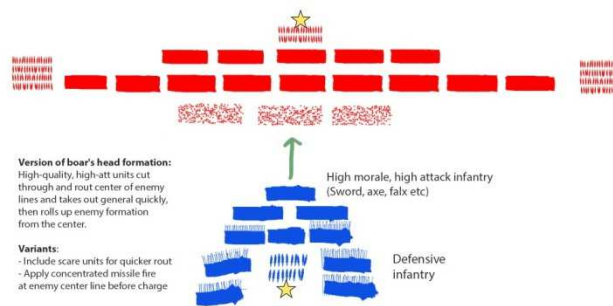 Version of boar's head formation:
High-quality, high-att units cut
through and rout center of enemy
lines and takes out general quickly,
then rolls up enemy formation
from the center.
Variants:
- Include scare units for quicker rout
- Apply concentrated missile fire
at enemy center line before charge
High morale, high attack infantry
(Sword, axe, falx etc)
Defensive
infantry